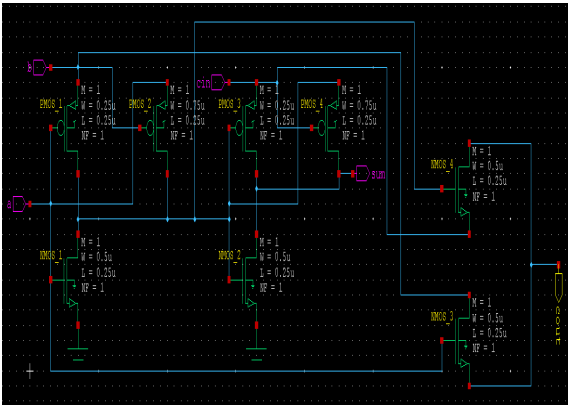 b
cin
PMOS_1
M = 1
W = 0.25u
L = 0.25u
NF = 1
PMOS_2
M = 1
W = 0.75u
L = 0.25u
NF = 1
PMOS_3
M = 1
W = 0.25u
L = 0.25u
NF = 1
PMOS_4
M = 1
W = 0.75u
L = 0.25u
NF = 1
sum
NMOS_4
M = 1
W = 0.5u
L = 0.25u
NF = 1
a
NMOS_1
M = 1
W = 0.5u
L = 0.25u
NF = 1
NMOS_2
M = 1
W = 0.5u
L = 0.25u
NF = 1
NMOS_3
M = 1
W = 0.5u
L = 0.25u
NF = 1
cout